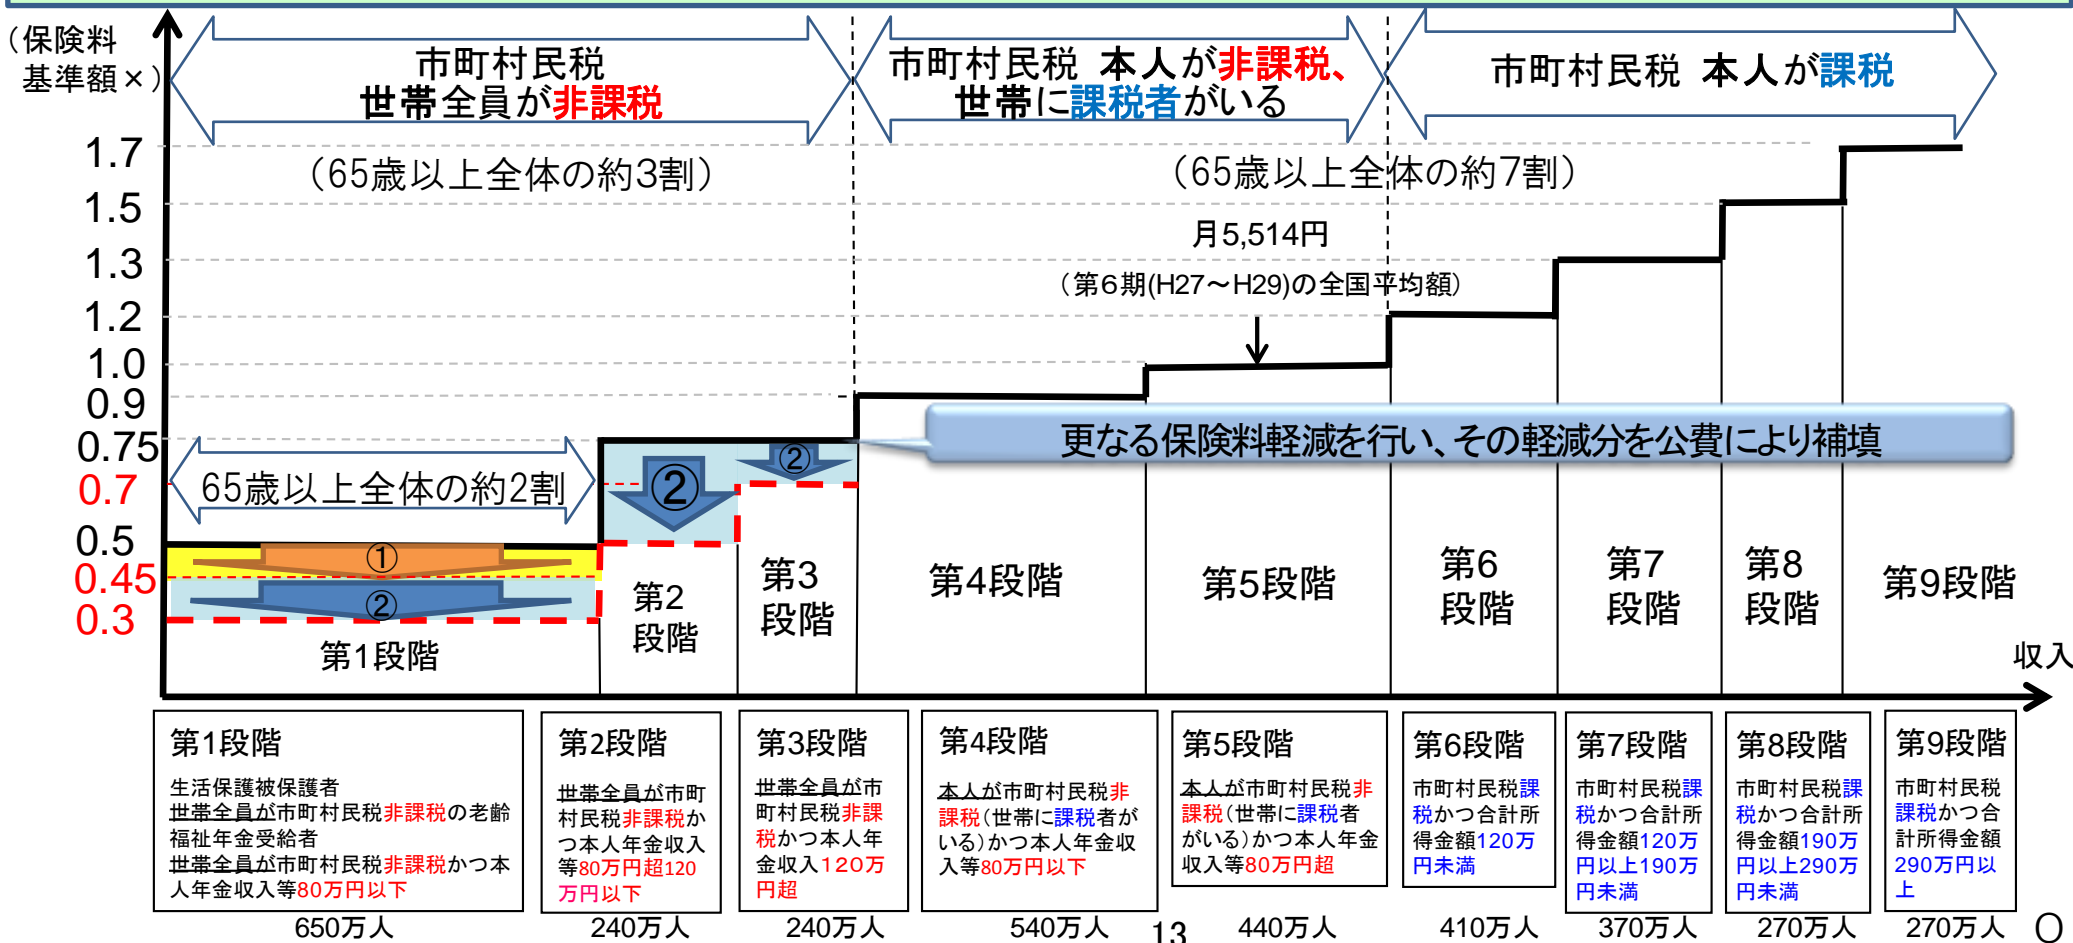 （保険料
基準額×）
市町村民税
世帯全員が非課税
市町村民税 本人が非課税、
世帯に課税者がいる
市町村民税 本人が課税
1.7
（65歳以上全体の約3割）
（65歳以上全体の約7割）
1.5
月5,514円
1.3
（第6期(H27～H29)の全国平均額）
1.2
1.0
0.9
0.75
更なる保険料軽減を行い、その軽減分を公費により補填
0.7
65歳以上全体の約2割
②
②
0.5
①
0.45
②
0.3
第1段階
第2
段階
第3
段階
第4段階
第5段階
第6
段階
第7
段階
第8
段階
第9段階
収入
第1段階
生活保護被保護者
世帯全員が市町村民税非課税の老齢
福祉年金受給者
世帯全員が市町村民税非課税かつ本
人年金収入等80万円以下
650万人
第2段階
世帯全員が市町
村民税非課税か
つ本人年金収入
等80万円超120
万円以下
240万人
第3段階
世帯全員が市
町村民税非課
税かつ本人年
金収入120万
円超
240万人
第4段階
本人が市町村民税非
課税（世帯に課税者が
いる）かつ本人年金収
入等80万円以下
540万人
第5段階
本人が市町村民税非
課税（世帯に課税者
がいる）かつ本人年金
収入等80万円超
440万人
第6段階
市町村民税課
税かつ合計所
得金額120万
円未満
410万人
第7段階
市町村民税課
税かつ合計所
得金額120万
円以上190万
円未満
370万人
第8段階
市町村民税課
税かつ合計所
得金額190万
円以上290万
円未満
270万人
第9段階
市町村民税
課税かつ合
計所得金額
290万円以
上
270万人
13
○